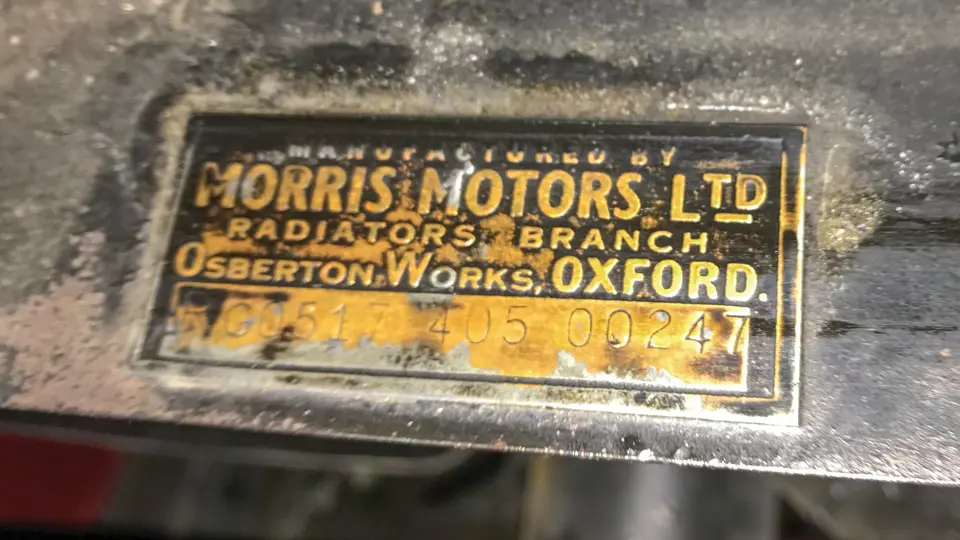 MANUFACTURED BY
MORRIS MOTORS LTD
RADIATORS BRANCH
OSBERTON WORKS, OXFORD.
405 00247